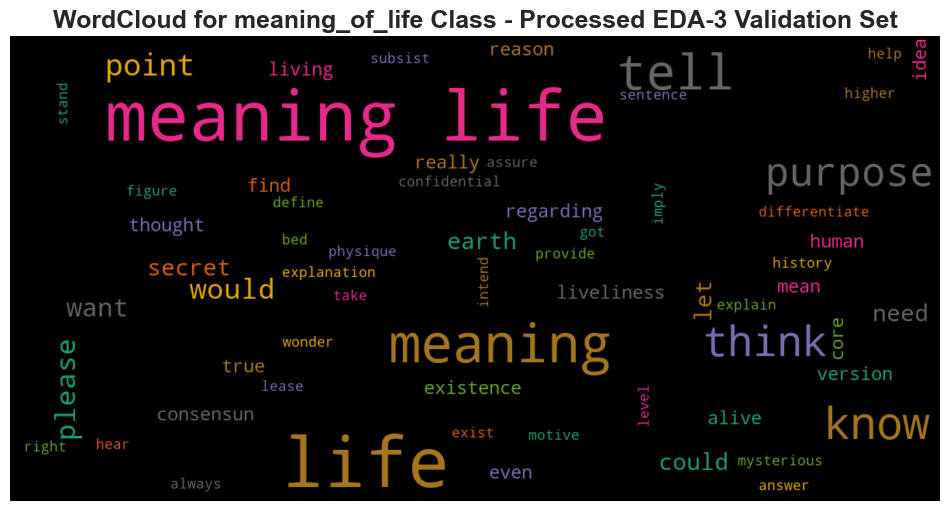 WordCloud for meaning_of_life Class - Processed EDA-3 Validation Set
point
living
subsist
reason
tell
help
idea
stand
meaning life
sentence
higher
really
assure
confidential
purpose
figure
find
define
imply
differentiate
thought
regarding
got
human
bed
physique
earth
provide
history
secret
explanation
intend
mean
would
take
liveliness
let
explain
want
need
wonder
meaning
think
core
please
true
lease
existence
version
consensun
level
alive
know
right
hear
exist
motive
life
even
could
mysterious
always
answer